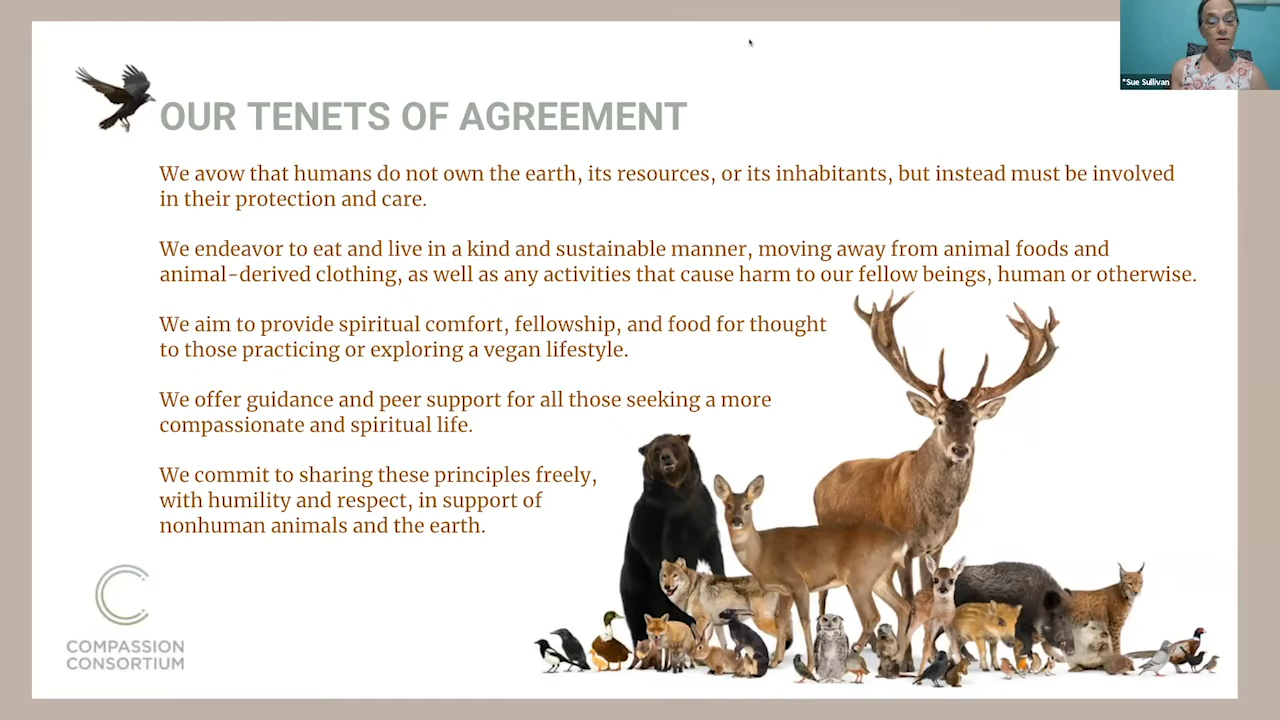 *Sue Sullivan
OUR TENETS OF AGREEMENT
We avow that humans do not own the earth, its resources, or its inhabitants, but instead must be involved
in their protection and care.
We endeavor to eat and live in a kind and sustainable manner, moving away from animal foods and
animal-derived clothing, as well as any activities that cause harm to our fellow beings, human or otherwise.
We aim to provide spiritual comfort, fellowship, and food for thought
to those practicing or exploring a vegan lifestyle.
We offer guidance and peer support for all those seeking a more
compassionate and spiritual life.
We commit to sharing these principles freely,
with humility and respect, in support of
nonhuman animals and the earth.
COMPASSION
CONSORTIUM